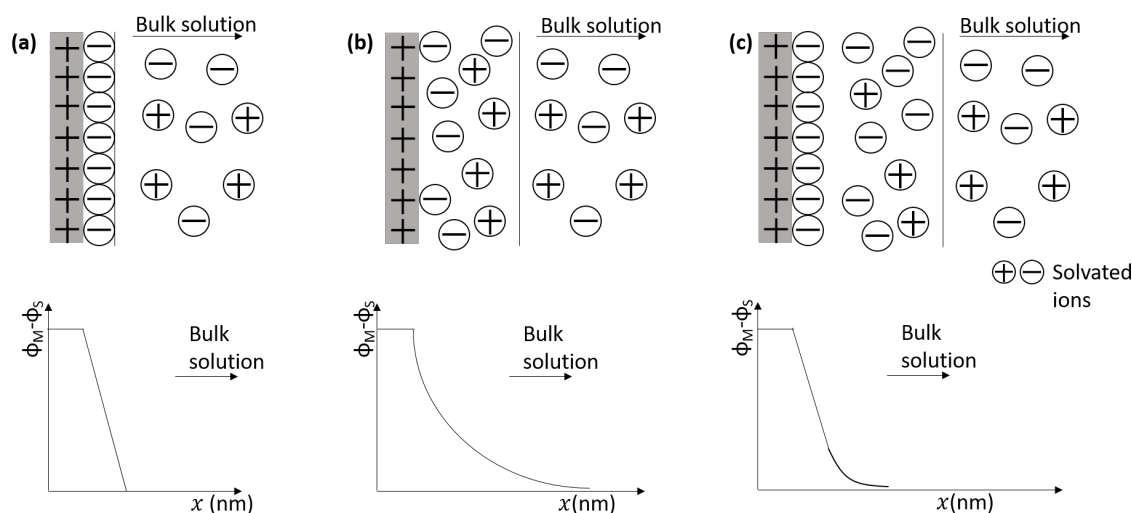 (a)
Bulk solution
(b)
Bulk solution
(c)
Bulk solution
Solvated
ions
ϕM-ϕS
Bulk
solution
x (nm)
ϕM-ϕS
Bulk
solution
x(nm)
ϕM-ϕS
Bulk
solution
x(nm)